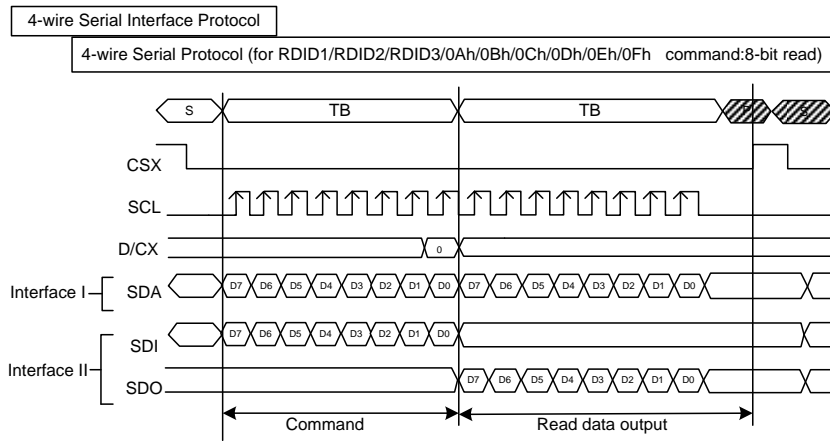 4-wire Serial Interface Protocol
4-wire Serial Protocol (for RDID1/RDID2/RDID3/0Ah/0Bh/0Ch/0Dh/0Eh/0Fh command:8-bit read)
S TB TB P S
CSX
SCL
D/CX 0
Interface I SDA D7 D6 D5 D4 D3 D2 D1 D0 D7 D6 D5 D4 D3 D2 D1 D0
SDI D7 D6 D5 D4 D3 D2 D1 D0
Interface II
SDO D7 D6 D5 D4 D3 D2 D1 D0
Command Read data output